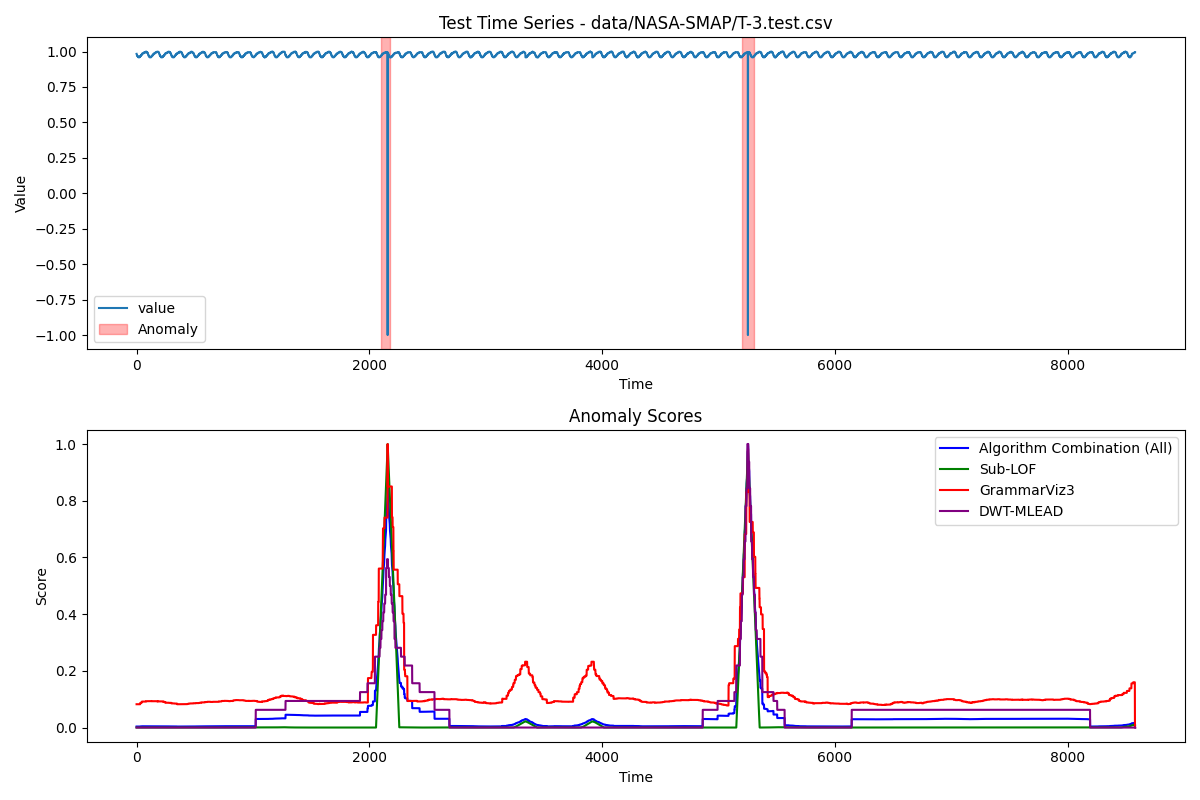 Test Time Series - data/NASA-SMAP/T-3.test.csv
1.00
0.75
0.50
0.25
0.00
−0.25
−0.50
−0.75
−1.00
Value
value
Anomaly
0 2000 4000 6000 8000
Time
Anomaly Scores
1.0
0.8
0.6
0.4
0.2
0.0
Score
Algorithm Combination (All)
Sub-LOF
GrammarViz3
DWT-MLEAD
0 2000 4000 6000 8000
Time